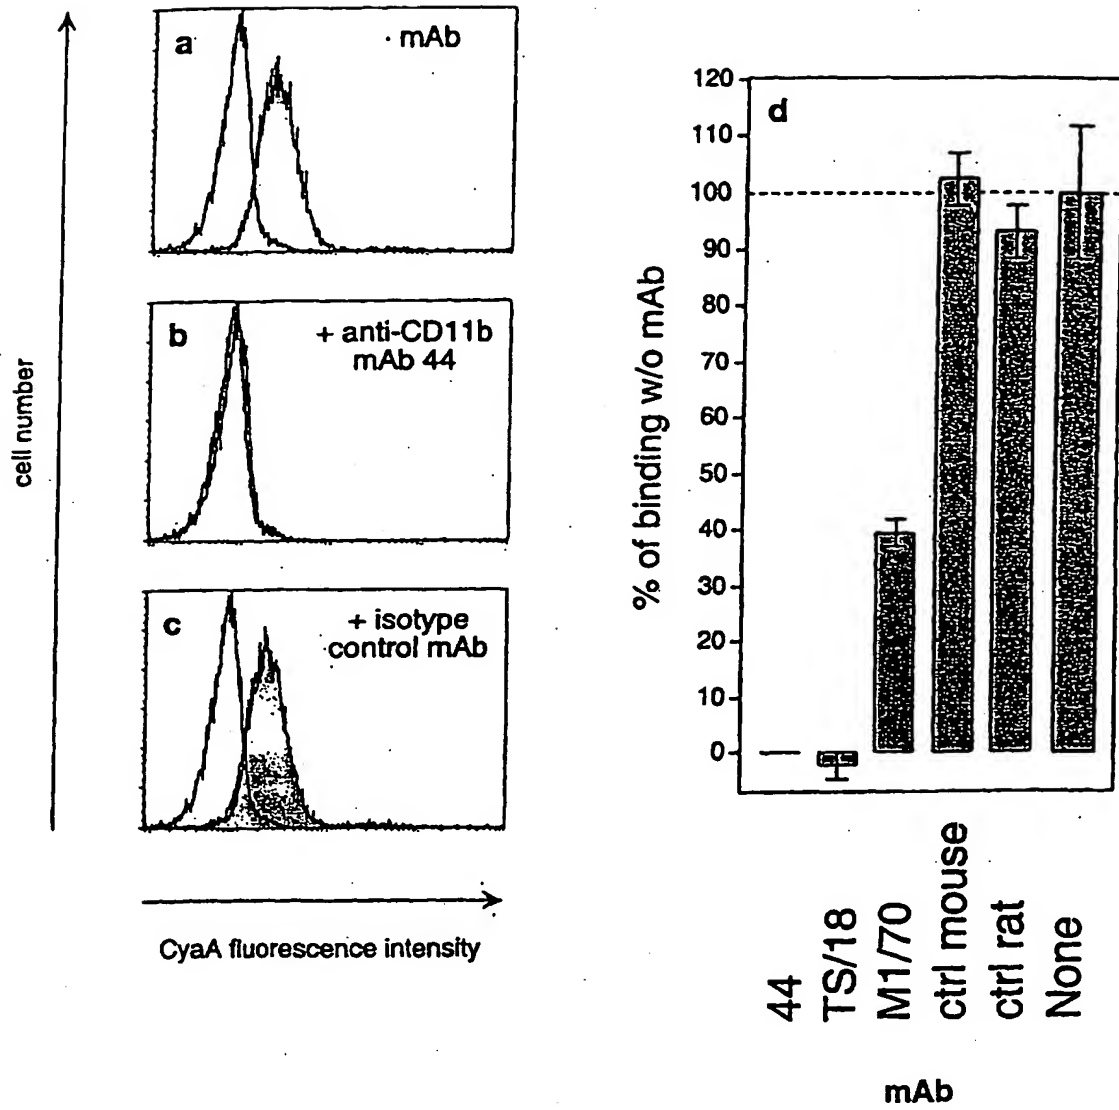 a
· mAb
b
+ anti-CD11b
mAb 44
c
+ isotype
control mAb
cell number
CyaA fluorescence intensity
d
120
110
100
90
80
70
60
50
40
30
20
10
0
% of binding w/o mAb
44
TS/18
M1/70
ctrl mouse
ctrl rat
None
mAb